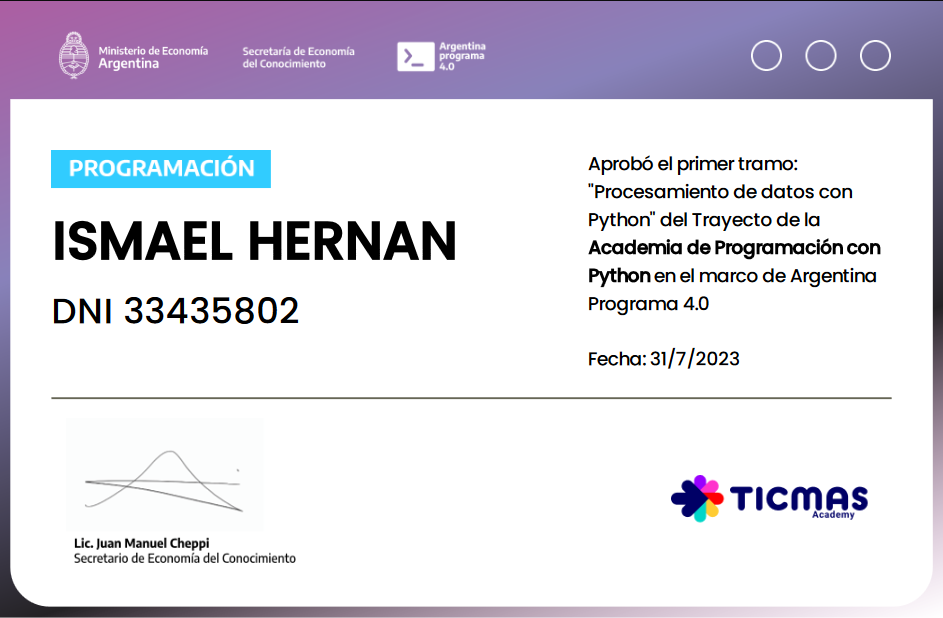 Ministerio de Economía
Argentina
Secretaría de Economía
del Conocimiento
Argentina
programa
4.0
PROGRAMACIÓN
ISMAEL HERNAN
DNI 33435802
Aprobó el primer tramo:
"Procesamiento de datos con
Python" del Trayecto de la
Academia de Programación con
Python en el marco de Argentina
Programa 4.0
Fecha: 31/7/2023
Lic. Juan Manuel Cheppi
Secretario de Economía del Conocimiento
TICMAS
Academy